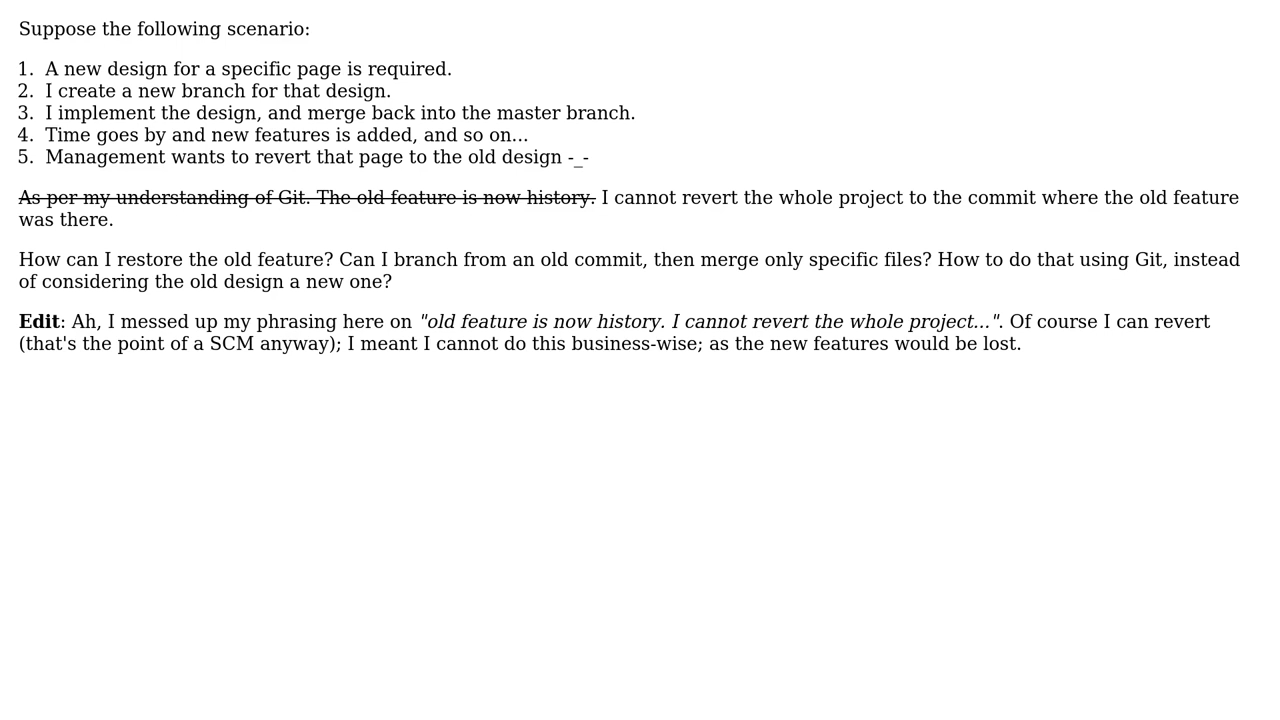 Suppose the following scenario:
1. A new design for a specific page is required.
2. I create a new branch for that design.
3. I implement the design, and merge back into the master branch.
4. Time goes by and new features is added, and so on...
5. Management wants to revert that page to the old design -_-
As per my understanding of Git. The old feature is now history. I cannot revert the whole project to the commit where the old feature
was there.
How can I restore the old feature? Can I branch from an old commit, then merge only specific files? How to do that using Git, instead
of considering the old design a new one?
Edit: Ah, I messed up my phrasing here on "old feature is now history. I cannot revert the whole project...". Of course I can revert
(that's the point of a SCM anyway); I meant I cannot do this business-wise; as the new features would be lost.